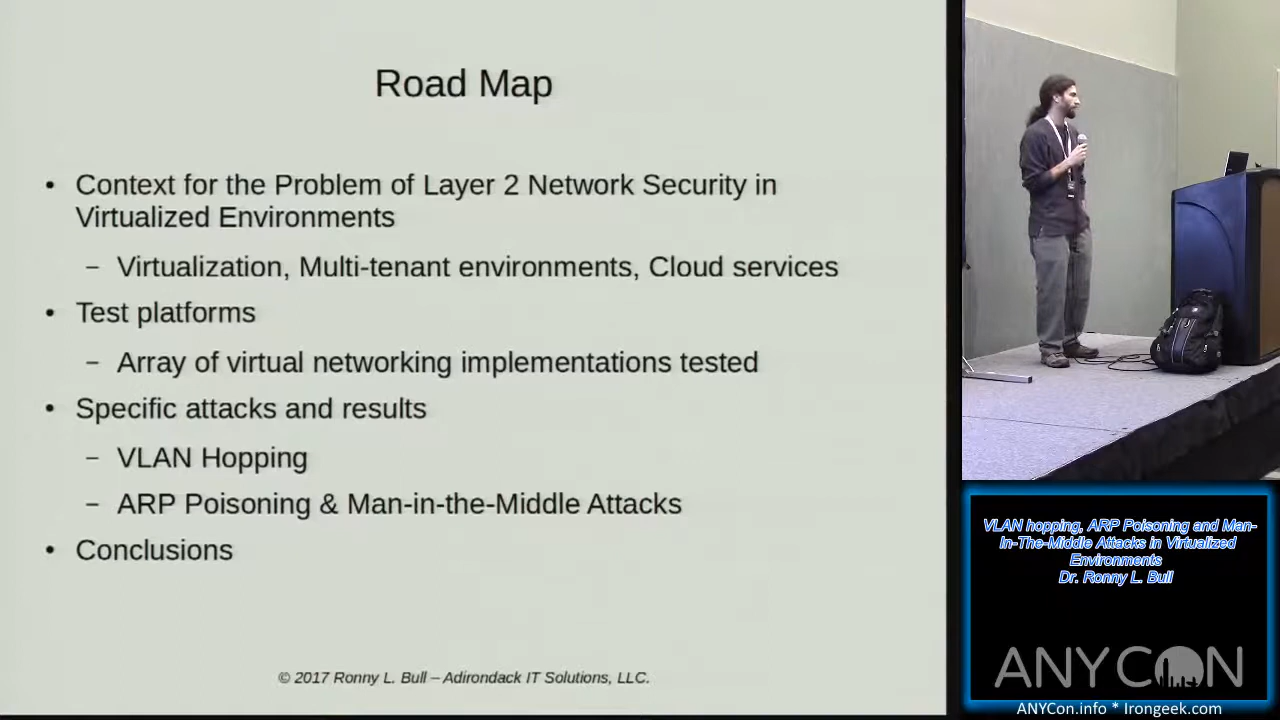 Road Map
• Context for the Problem of Layer 2 Network Security in
Virtualized Environments
– Virtualization, Multi-tenant environments, Cloud services
• Test platforms
– Array of virtual networking implementations tested
• Specific attacks and results
– VLAN Hopping
– ARP Poisoning & Man-in-the-Middle Attacks
• Conclusions
© 2017 Ronny L. Bull – Adirondack IT Solutions, LLC.
VLAN hopping, ARP Poisoning and Man-
In-The-Middle Attacks in Virtualized
Environments
Dr. Ronny L. Bull
ANYCON
ANYCon.info * Irongeek.com